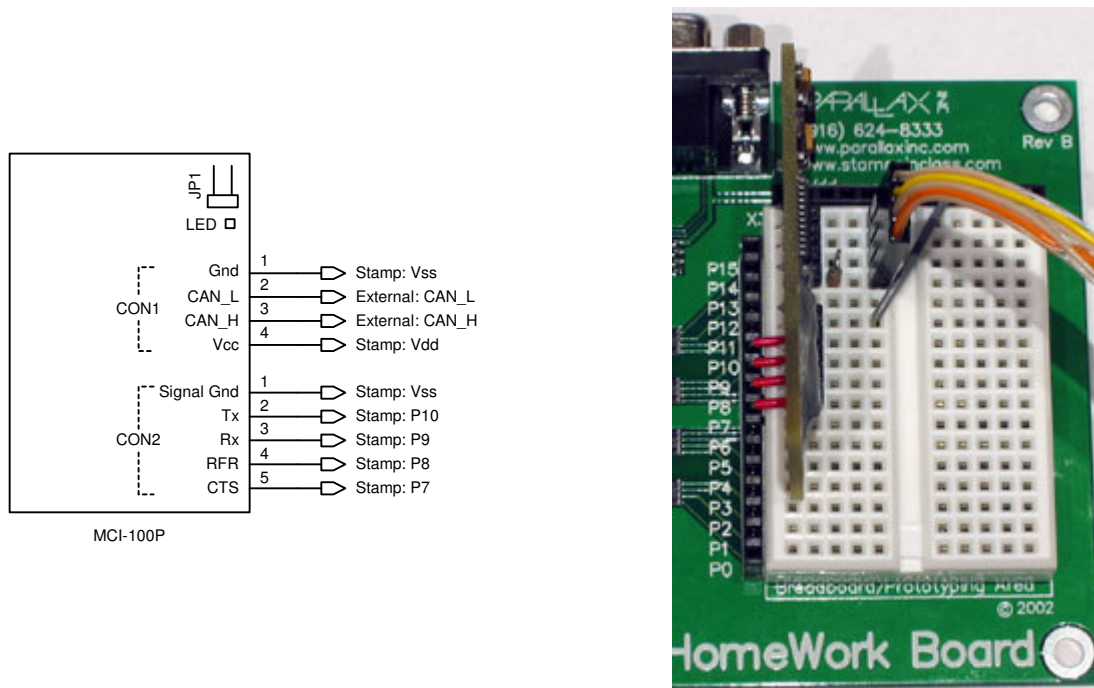 JP1
LED
CON1
Gnd 1 Stamp: Vss
CAN_L 2 External: CAN_L
CAN_H 3 External: CAN_H
Vcc 4 Stamp: Vdd
CON2
Signal Gnd 1 Stamp: Vss
Tx 2 Stamp: P10
Rx 3 Stamp: P9
RFR 4 Stamp: P8
CTS 5 Stamp: P7
MCI-100P
PARALLAX
916) 624-8333
ww.parallaxinc.com
Rev B
P15
P14
P13
P12
P11
P10
P9
P8
P7
P6
P5
P4
P3
P2
P1
P0
Breadboard/Prototyping Area
© 2002
HomeWork Board